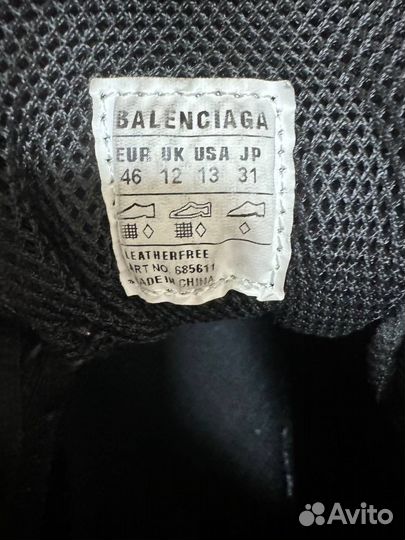 BALENCIAGA
EUR UK USA JP
46 12 13 31
LEATHERFREE
ART NO. 685611
MADE IN CHINA
Avito